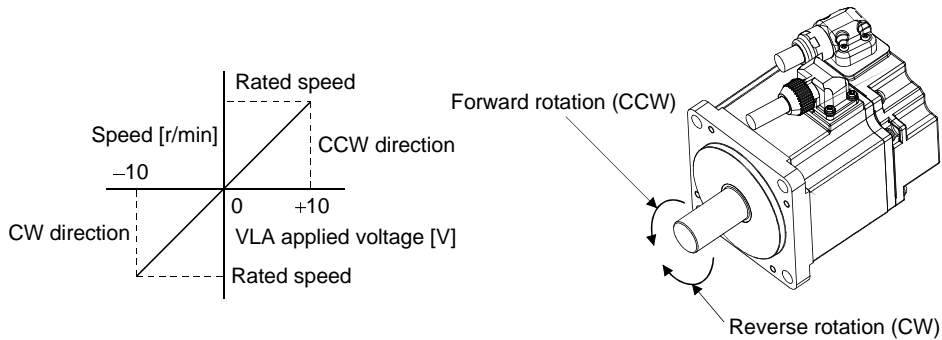 Rated speed
Speed [r/min]
CCW direction
–10
0
+10
CW direction
VLA applied voltage [V]
Rated speed
Forward rotation (CCW)
Reverse rotation (CW)